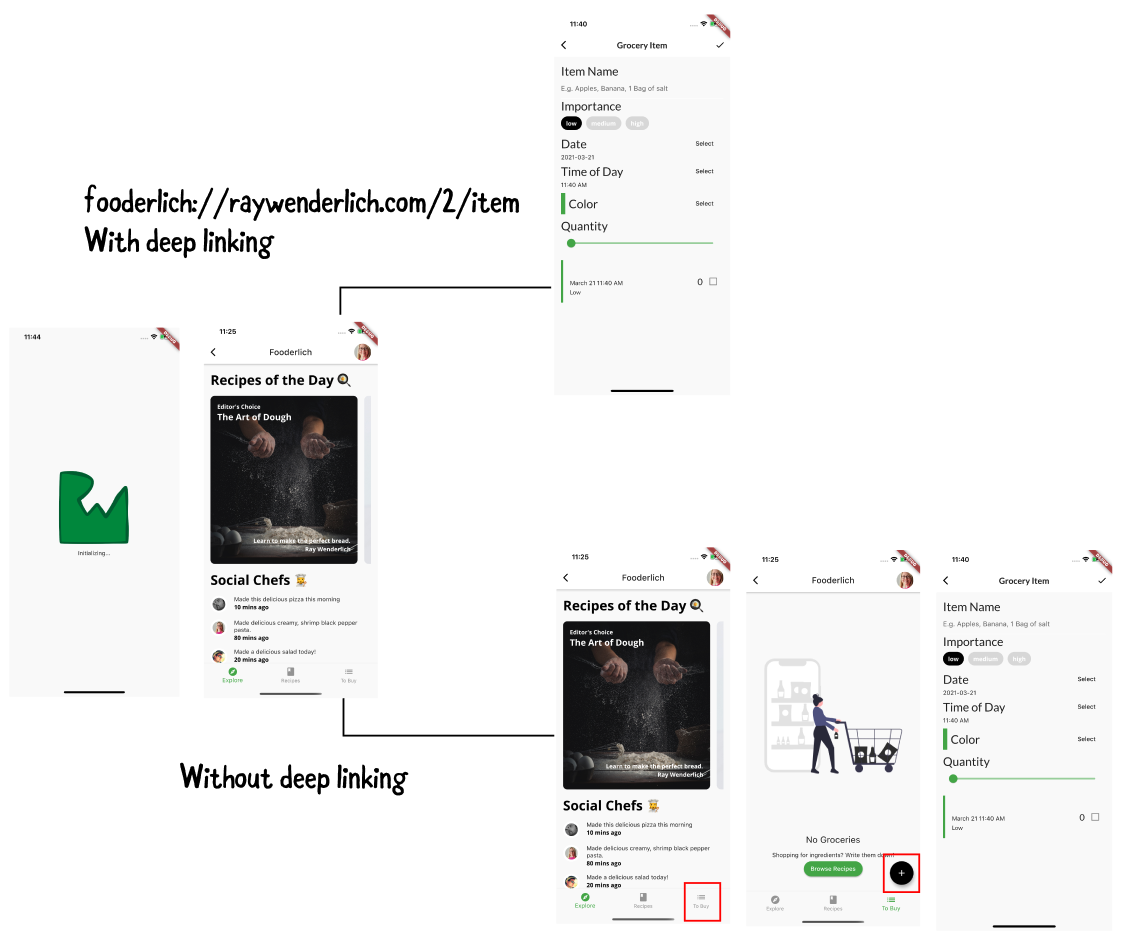 11:40
Grocery Item
Item Name
E.g. Apples, Banana, 1 Bag of salt
Importance
low medium high
Date Select
2021-03-21
Time of Day Select
11:40 AM
Color Select
Quantity
March 21 11:40 AM 0
Low
fooderlich://raywenderlich.com/2/item
With deep linking
11:44
Initializing...
11:25
Fooderlich
Recipes of the Day
Editor's Choice
The Art of Dough
Learn to make the perfect bread.
Ray Wenderlich
Social Chefs
Made this delicious pizza this morning
10 mins ago
Made delicious creamy, shrimp black pepper
pasta.
80 mins ago
Made a delicious salad today!
20 mins ago
Explore Recipes To Buy
Without deep linking
11:25
Fooderlich
Recipes of the Day
Editor's Choice
The Art of Dough
Learn to make the perfect bread.
Ray Wenderlich
Social Chefs
Made this delicious pizza this morning
10 mins ago
Made delicious creamy, shrimp black pepper
pasta.
80 mins ago
Made a delicious salad today!
20 mins ago
Explore Recipes To Buy
11:25
Fooderlich
No Groceries
Shopping for ingredients? Write them down!
Browse Recipes
+
Explore Recipes To Buy
11:40
Grocery Item
Item Name
E.g. Apples, Banana, 1 Bag of salt
Importance
low medium high
Date Select
2021-03-21
Time of Day Select
11:40 AM
Color Select
Quantity
March 21 11:40 AM 0
Low